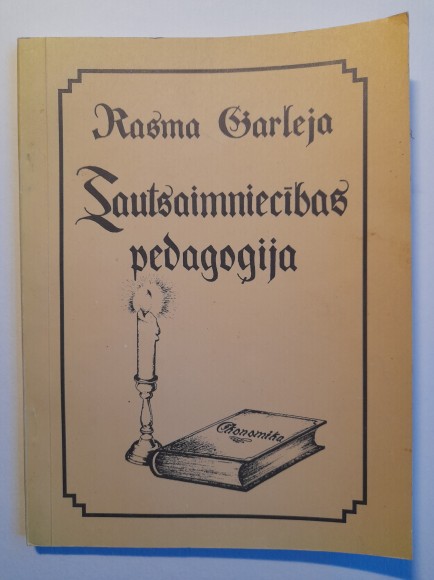 Rasma Garleja
Tautsaimniecības
pedagoģija
Ekonomika